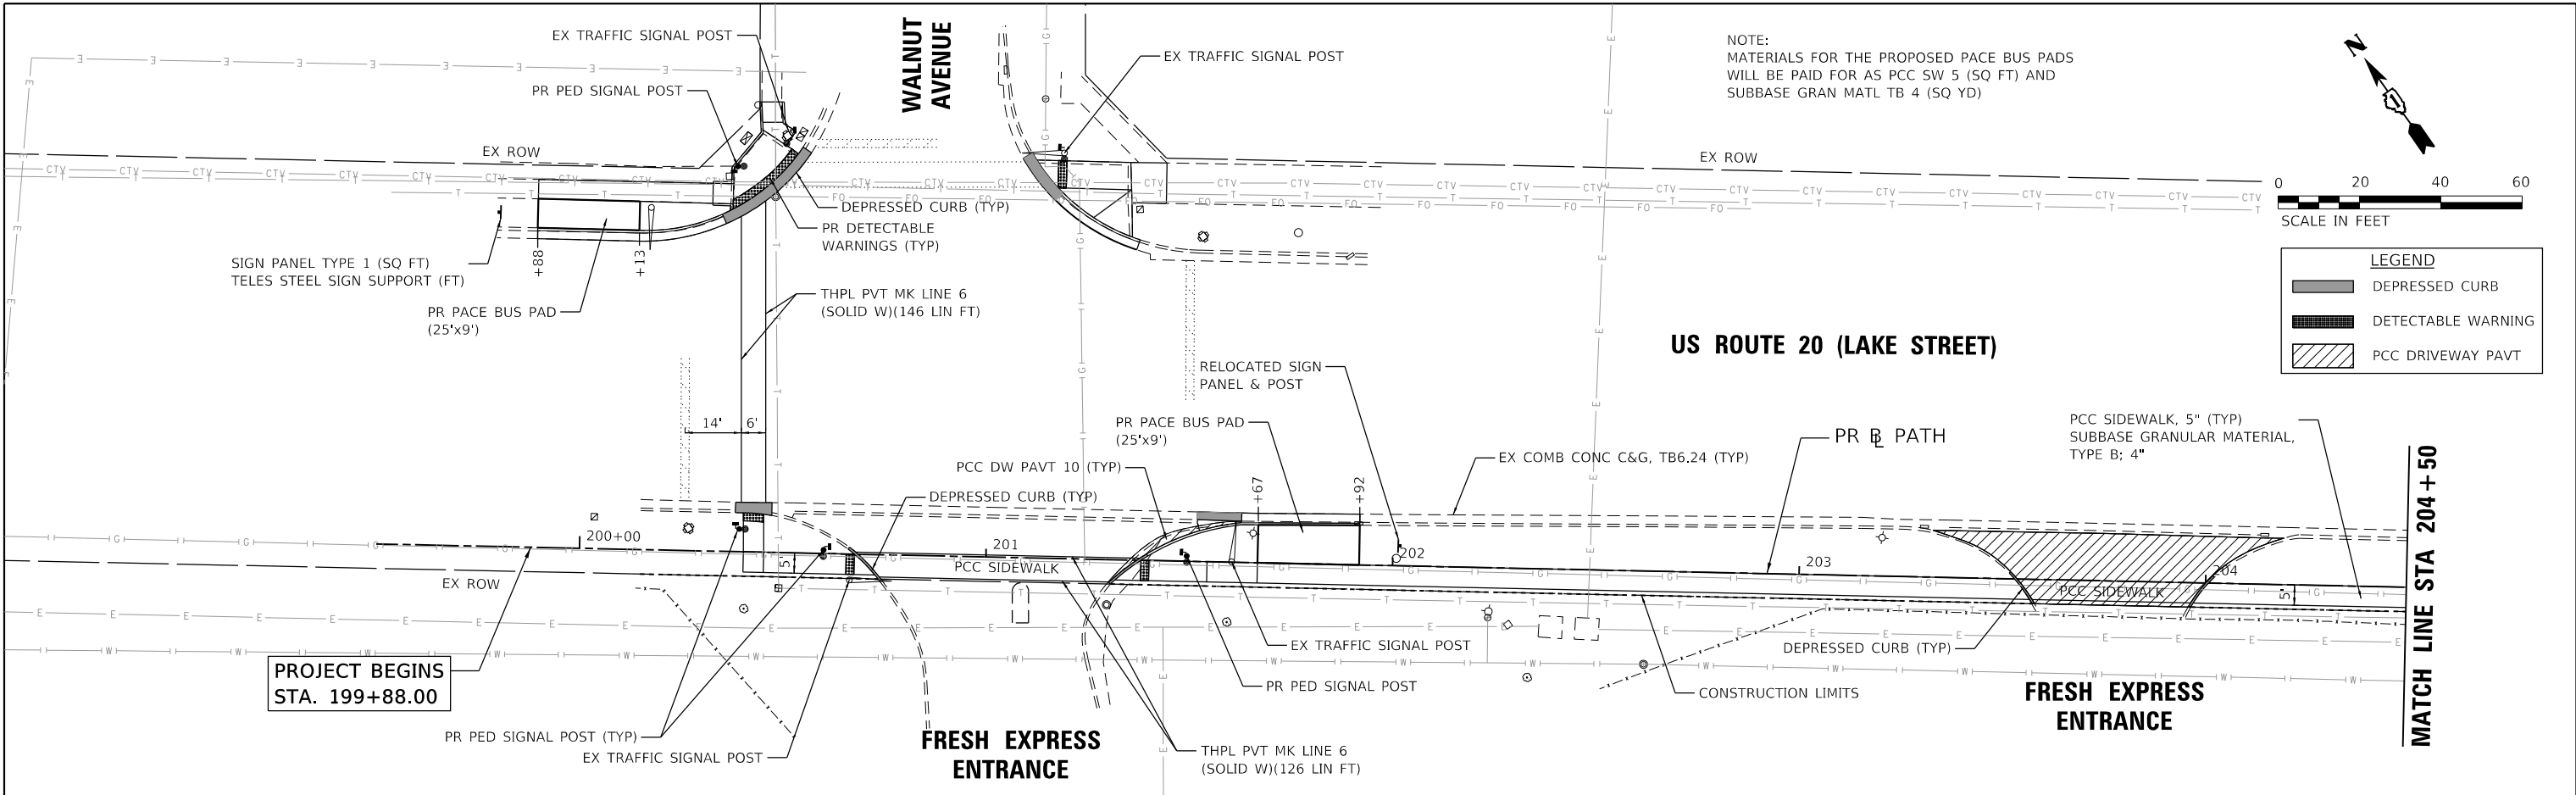 EX TRAFFIC SIGNAL POST
PR PED SIGNAL POST
WALNUT
AVENUE
EX TRAFFIC SIGNAL POST
NOTE:
MATERIALS FOR THE PROPOSED PACE BUS PADS
WILL BE PAID FOR AS PCC SW 5 (SQ FT) AND
SUBBASE GRAN MATL TB 4 (SQ YD)
N
EX ROW
EX ROW
0 20 40 60
SCALE IN FEET
LEGEND
DEPRESSED CURB
DETECTABLE WARNING
PCC DRIVEWAY PAVT
DEPRESSED CURB (TYP)
PR DETECTABLE
WARNINGS (TYP)
SIGN PANEL TYPE 1 (SQ FT)
TELES STEEL SIGN SUPPORT (FT)
+88
+13
PR PACE BUS PAD
(25'x9')
THPL PVT MK LINE 6
(SOLID W)(146 LIN FT)
US ROUTE 20 (LAKE STREET)
RELOCATED SIGN
PANEL & POST
14'
6'
PR PACE BUS PAD
(25'x9')
PR BL PATH
PCC SIDEWALK, 5" (TYP)
SUBBASE GRANULAR MATERIAL,
TYPE B; 4"
EX COMB CONC C&G, TB6.24 (TYP)
PCC DW PAVT 10 (TYP)
DEPRESSED CURB (TYP)
+67
+92
MATCH LINE STA 204+50
200+00
201
202
203
204
5'
PCC SIDEWALK
PCC SIDEWALK
5'
EX ROW
PROJECT BEGINS
STA. 199+88.00
EX TRAFFIC SIGNAL POST
DEPRESSED CURB (TYP)
PR PED SIGNAL POST
CONSTRUCTION LIMITS
FRESH EXPRESS
ENTRANCE
PR PED SIGNAL POST (TYP)
EX TRAFFIC SIGNAL POST
FRESH EXPRESS
ENTRANCE
THPL PVT MK LINE 6
(SOLID W)(126 LIN FT)